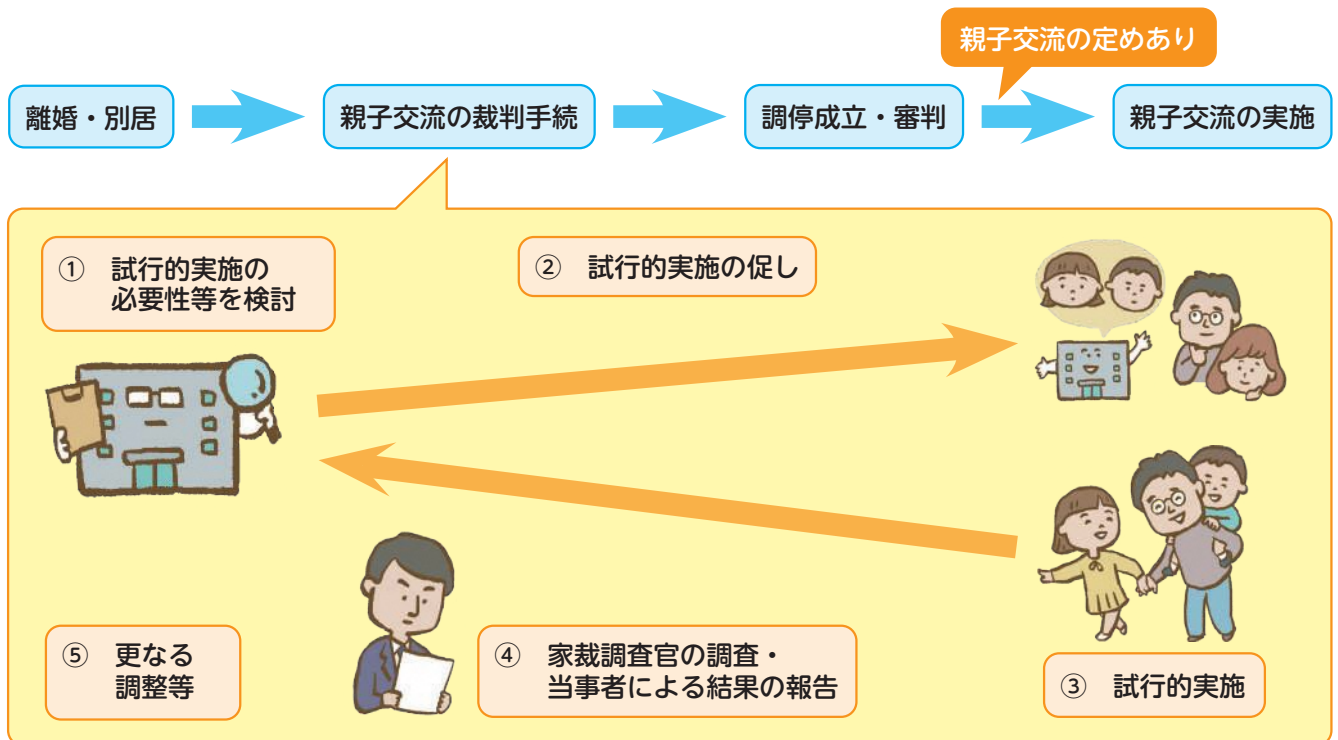 親子交流の定めあり
離婚・別居
親子交流の裁判手続
調停成立・審判
親子交流の実施
① 試行的実施の
必要性等を検討
② 試行的実施の促し
③ 試行的実施
④ 家裁調査官の調査・
当事者による結果の報告
⑤ 更なる
調整等